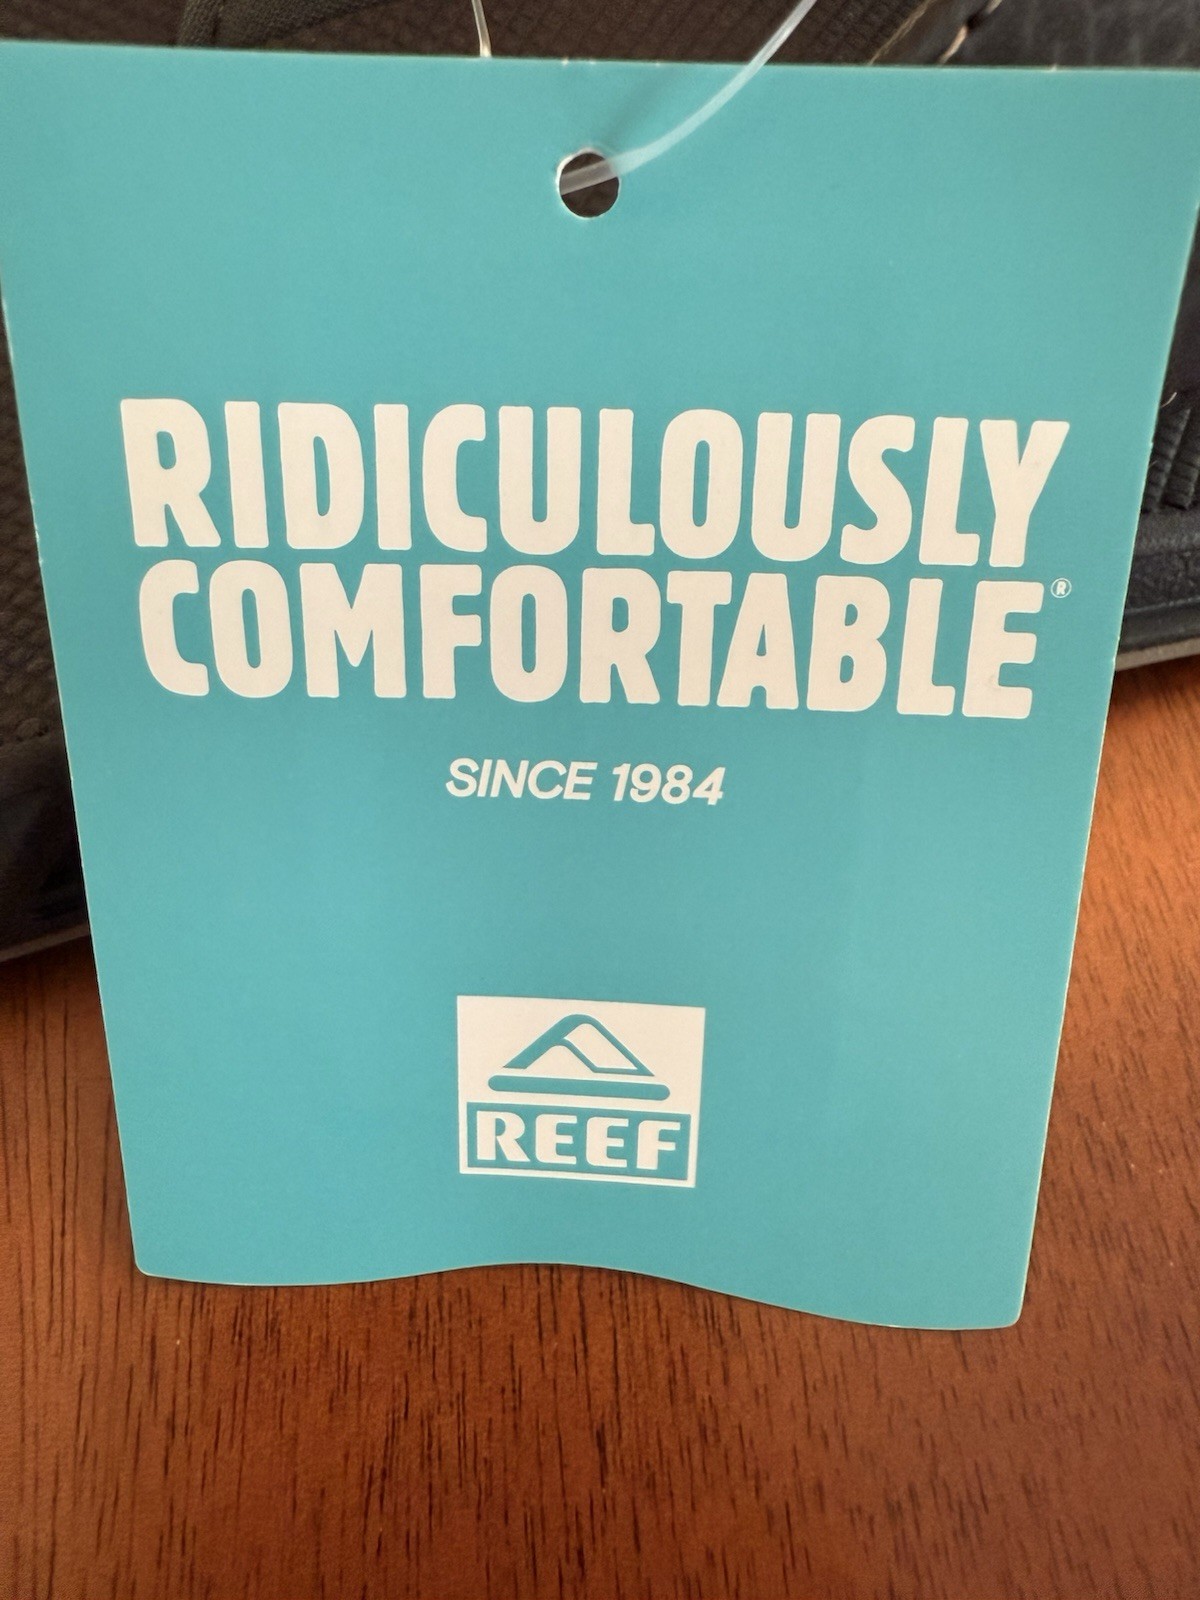 RIDICULOUSLY
COMFORTABLE®
SINCE 1984
REEF